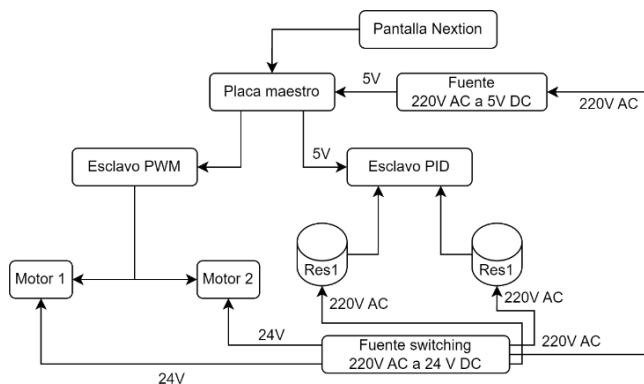 Pantalla Nextion
Placa maestro
5V
Fuente
220V AC a 5V DC
220V AC
Esclavo PWM
5V
Esclavo PID
Motor 1
Motor 2
Res1
Res1
220V AC
220V AC
24V
Fuente switching
220V AC a 24 V DC
220V AC
24V